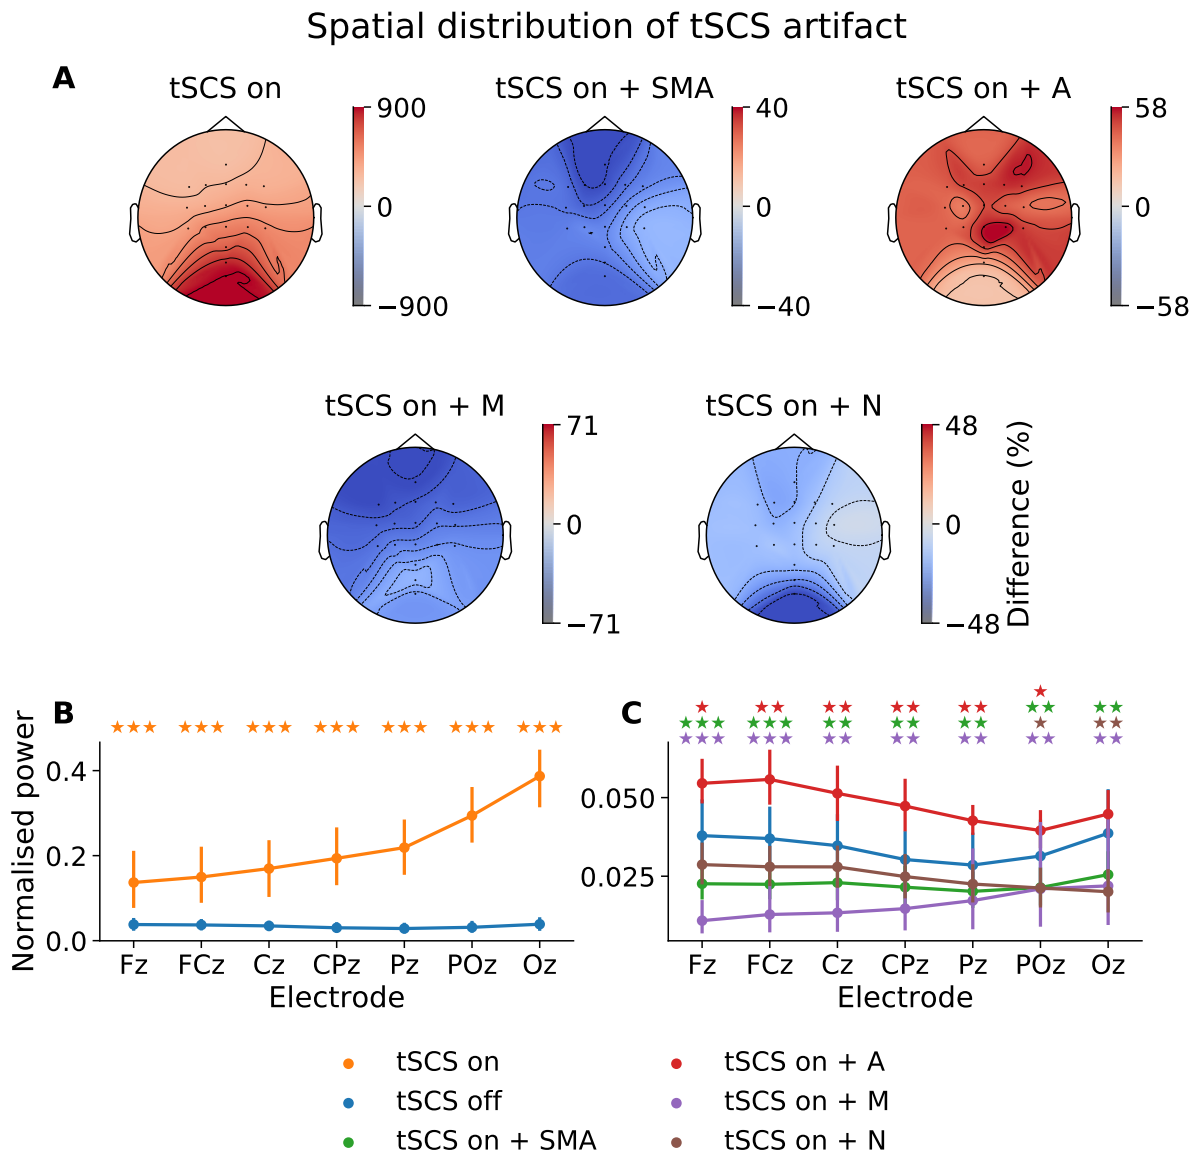 Spatial distribution of tSCS artifact
A
tSCS on
900
0
−900
tSCS on + SMA
40
0
−40
tSCS on + A
58
0
−58
tSCS on + M
71
0
−71
tSCS on + N
48
0
−48
Difference (%)
B
Normalised power
0.4
0.2
0.0
Fz FCz Cz CPz Pz POz Oz
Electrode
C
0.050
0.025
Fz FCz Cz CPz Pz POz Oz
Electrode
tSCS on
tSCS off
tSCS on + SMA
tSCS on + A
tSCS on + M
tSCS on + N